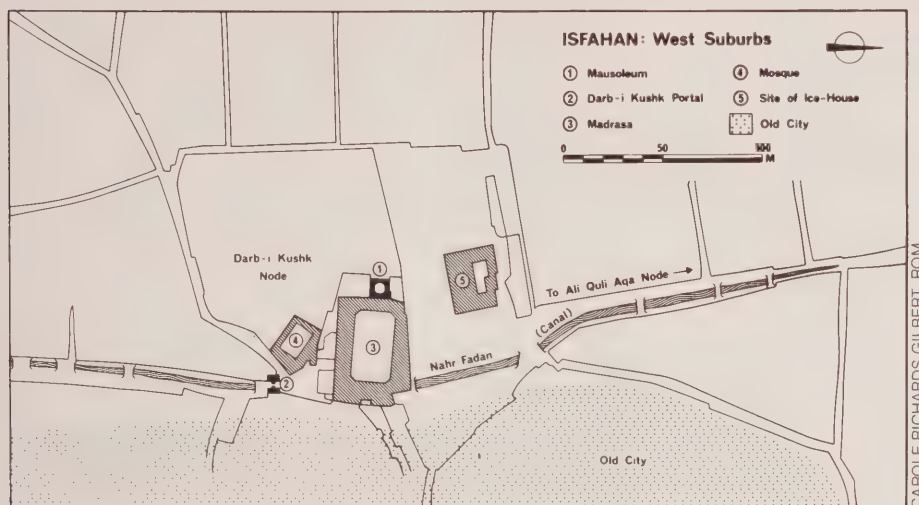 ISFAHAN: West Suburbs
① Mausoleum
② Darb-i Kushk Portal
③ Madrasa
④ Mosque
⑤ Site of Ice-House
Old City
0 50 100
M
Darb-i Kushk
Node
①
②
③
④
⑤
To Ali Quli Aqa Node →
(Canal)
Nahr Fadan
Old City
CAROLE RICHARDS GILBERT, ROM